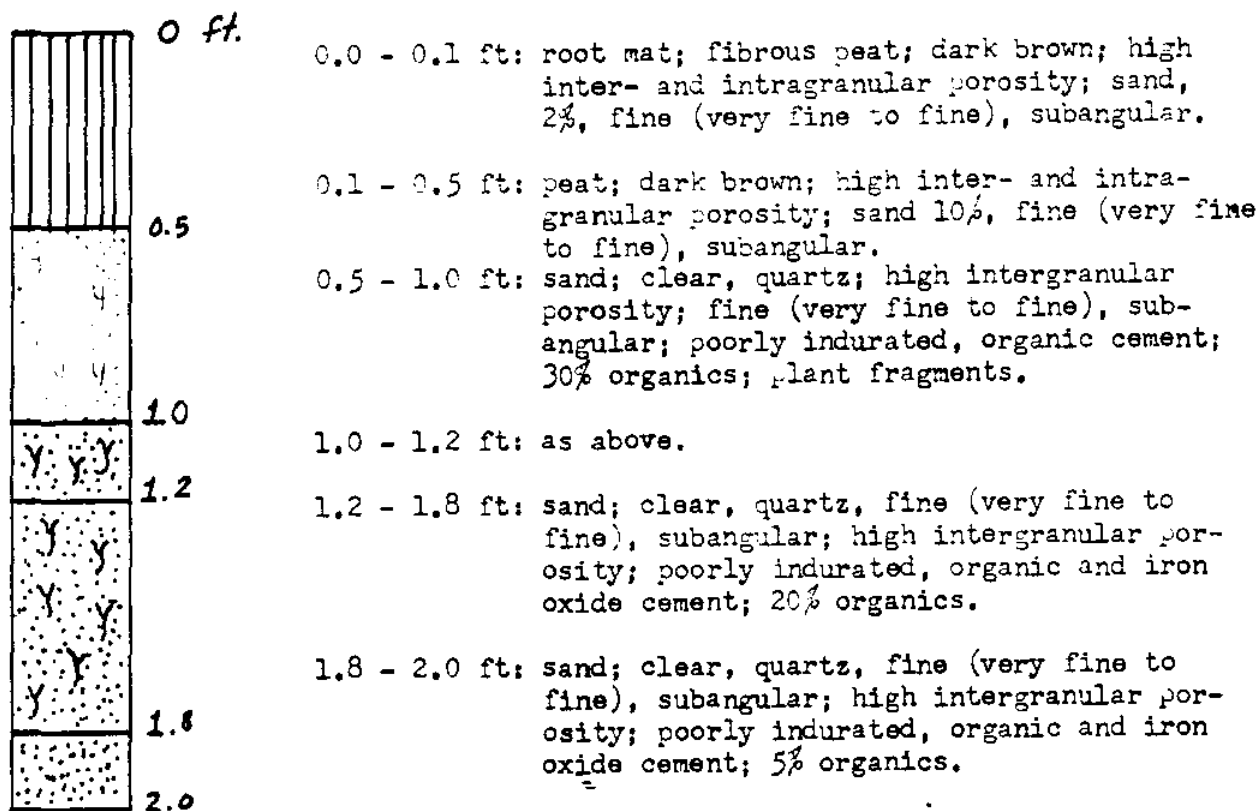 0 ft.
0.0 - 0.1 ft: root mat; fibrous peat; dark brown; high
inter- and intragranular porosity; sand,
2%, fine (very fine to fine), subangular.
0.1 - 0.5 ft: peat; dark brown; high inter- and intra-
granular porosity; sand 10%, fine (very fine
to fine), subangular.
0.5
0.5 - 1.0 ft: sand; clear, quartz; high intergranular
porosity; fine (very fine to fine), sub-
angular; poorly indurated, organic cement;
30% organics; plant fragments.
1.0
1.0 - 1.2 ft: as above.
1.2
1.2 - 1.8 ft: sand; clear, quartz, fine (very fine to
fine), subangular; high intergranular por-
osity; poorly indurated, organic and iron
oxide cement; 20% organics.
1.8 - 2.0 ft: sand; clear, quartz, fine (very fine to
fine), subangular; high intergranular por-
osity; poorly indurated, organic and iron
oxide cement; 5% organics.
1.8
2.0